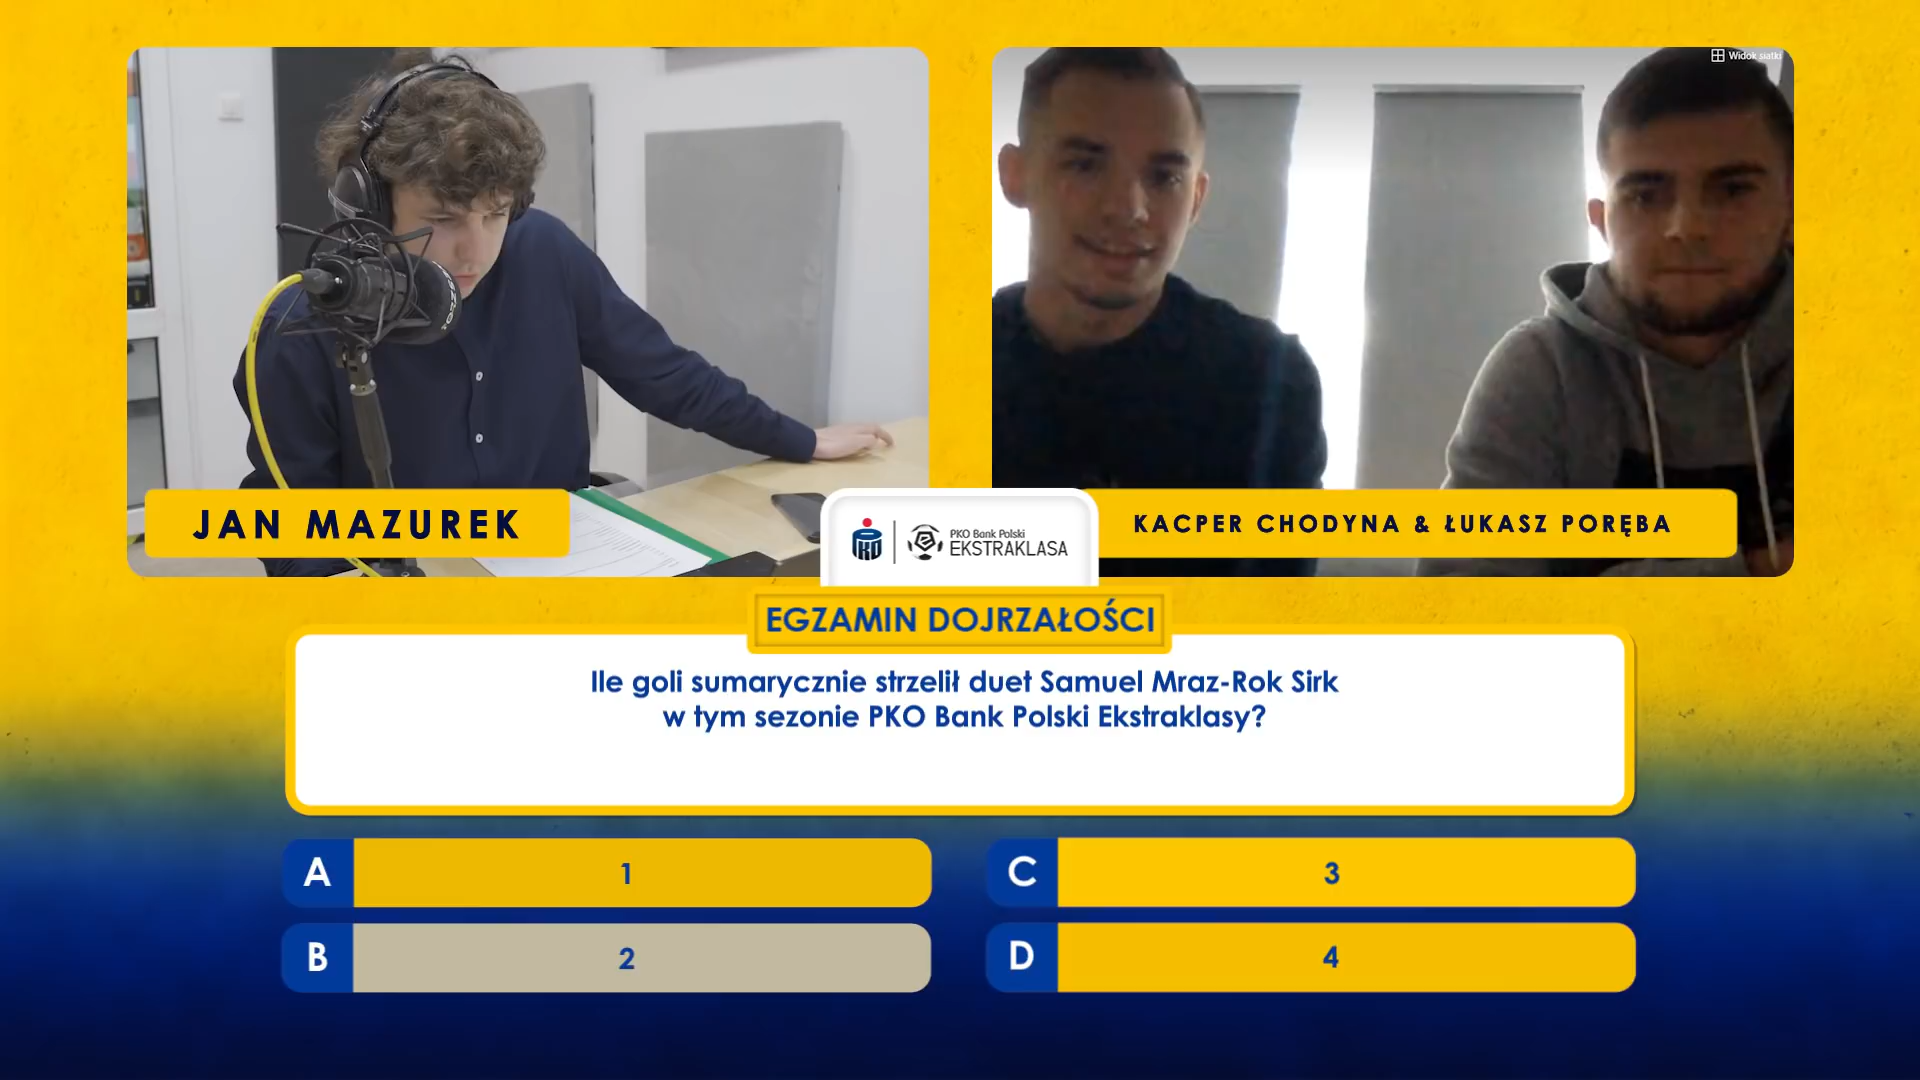 Widok siatki
JAN MAZUREK
PKO
PKO Bank Polski
EKSTRAKLASA
KACPER CHODYNA & ŁUKASZ PORĘBA
EGZAMIN DOJRZAŁOŚCI
Ile goli sumarycznie strzelił duet Samuel Mraz-Rok Sirk
w tym sezonie PKO Bank Polski Ekstraklasy?
A 1
B 2
C 3
D 4